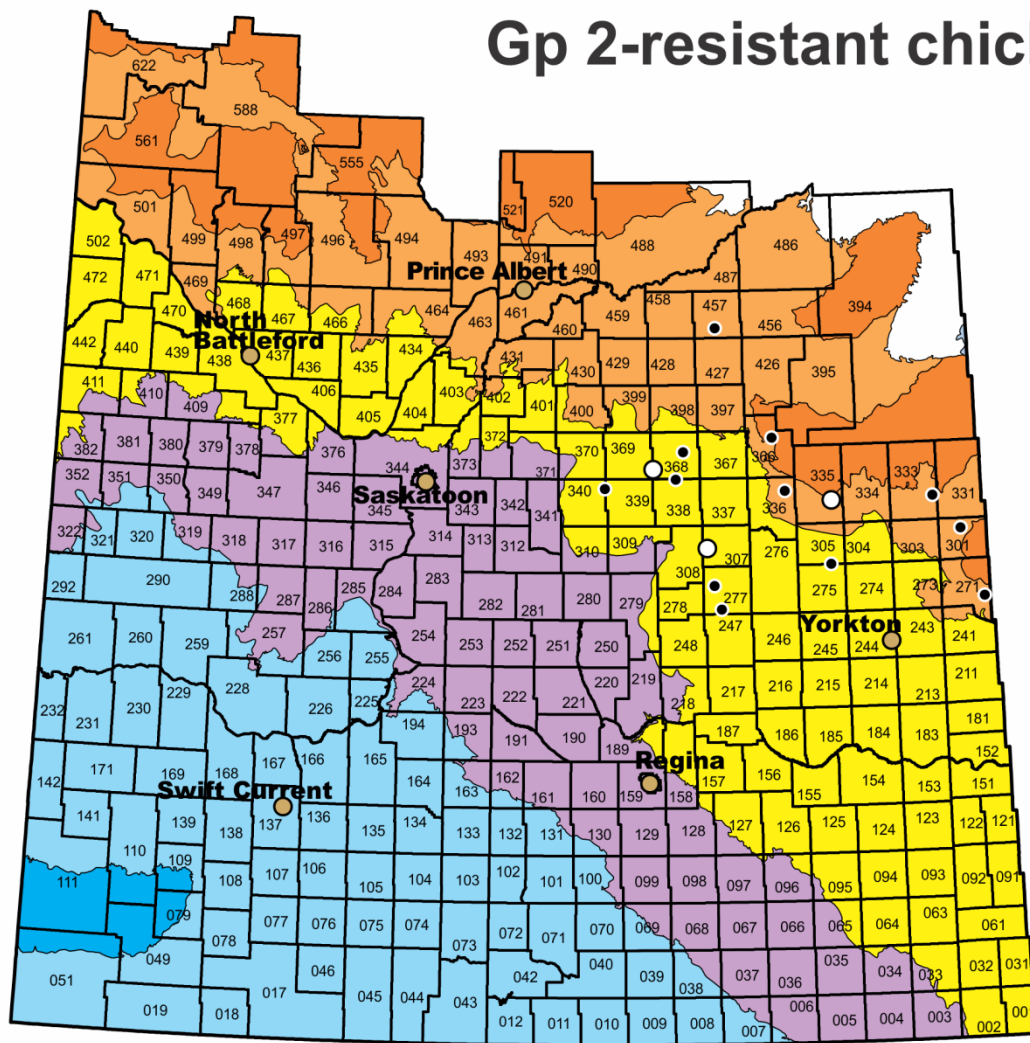 Gp 2-resistant chicl
622
588
561
555
520
521
501
499 498 497 496 494 493 491 490 488 487 486
394
502
472 471 470 469 468 467 466 464 463 461 460 459 458 457 456
Prince Albert
North
Battleford
442 440 439 438 437 436 435 434 431 430 429 428 427 426 395
411 410 409 406 405 404 403 402 401 400 399 398 397
377 372
382 381 380 379 378 376 344 373 371 370 369 368 367 366 335 334 333 331
352 351 350 349 347 346 345 343 342 341 340 339 338 337 336
Saskatoon
322 321 320 319 318 317 316 315 314 313 312 310 309 308 307 276 305 304 303 301
292 290 288 287 286 285 284 283 282 281 280 279 278 277 275 274 273 271
261 260 259 257 256 255 254 253 252 251 250 248 247 246 245 244 243 241
Yorkton
232 231 230 229 228 226 225 224 223 222 221 220 219 218 217 216 215 214 213 211
194 193 191 190 189 187 186 185 184 183 181
142 171 169 168 167 166 165 164 163 162 161 160 159 158 157 156 155 154 152 151
Regina
Swift Current
141 139 138 137 136 135 134 133 132 131 130 129 128 127 126 125 124 123 122 121
111 110 109 108 107 106 105 104 103 102 101 100 099 098 097 096 095 094 093 092 091
079 078 077 076 075 074 073 072 071 070 069 068 067 066 065 064 063 061
051 049 046 045 044 043 042 040 039 038 037 036 035 034 033 032 031
019 018 017 012 011 010 009 008 007 006 005 004 003 002 001